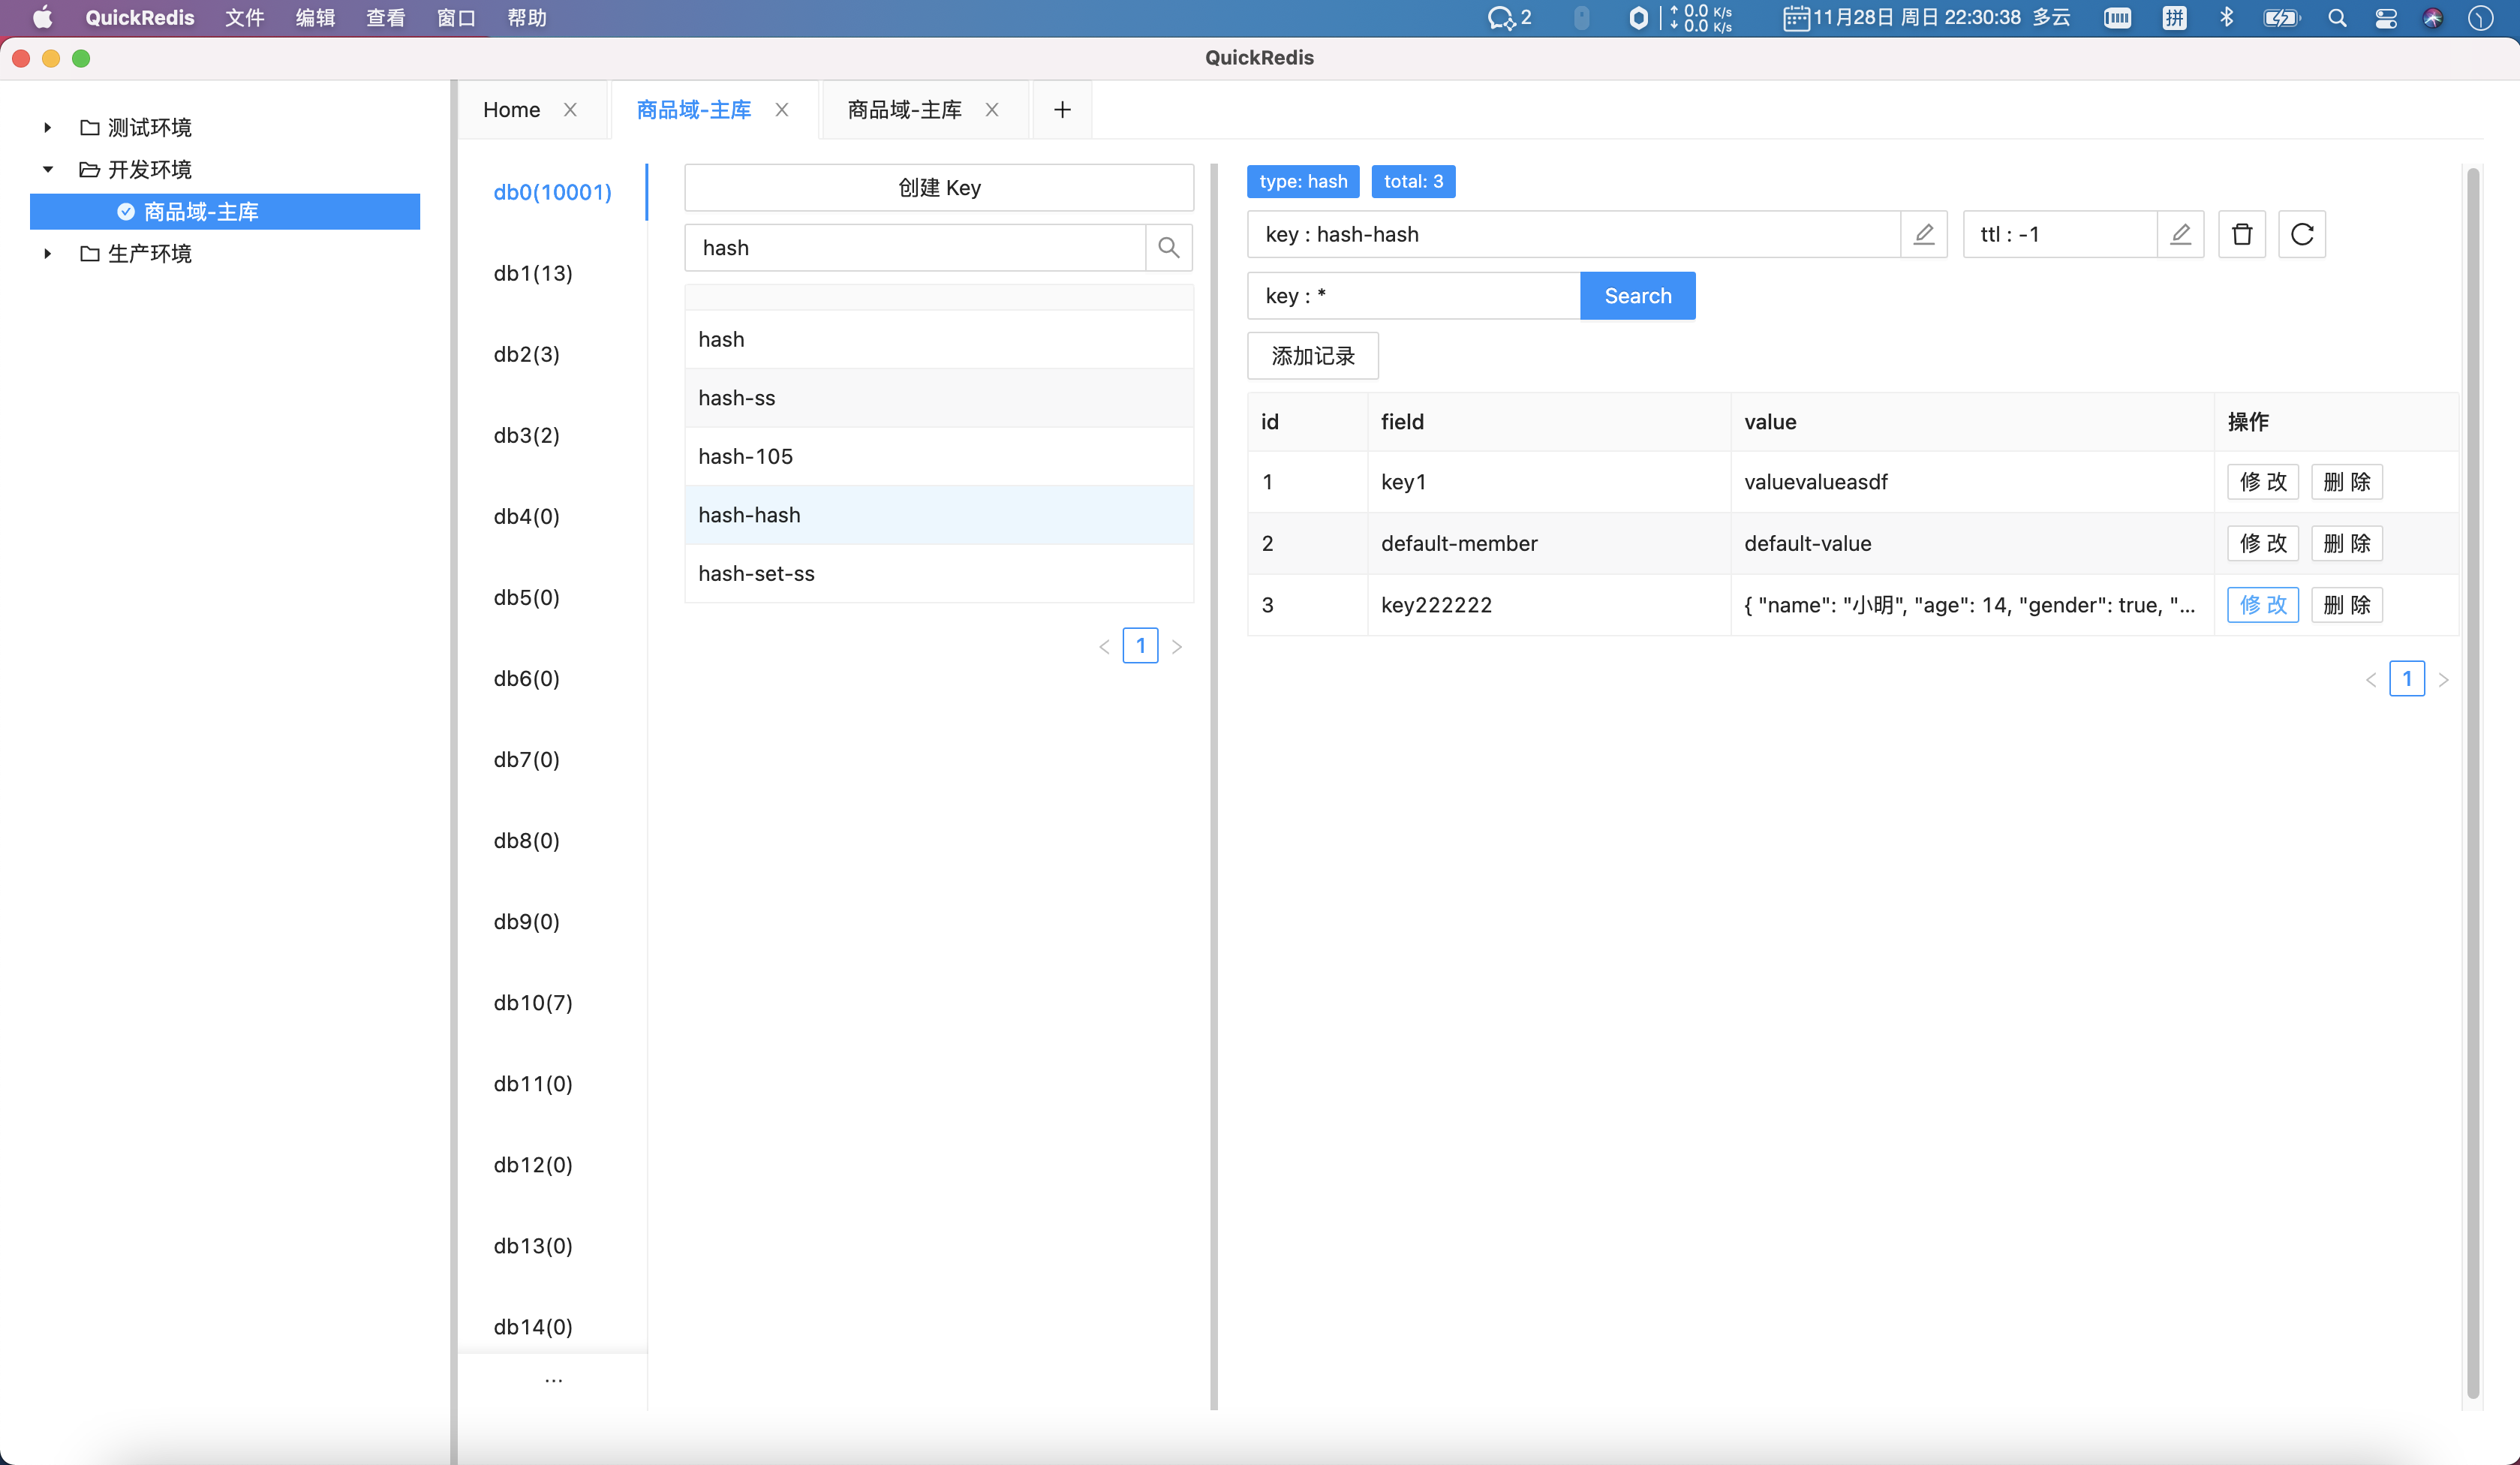 QuickRedis 文件 编辑 查看 窗口 帮助 2 0.0 K/s 0.0 K/s 11月28日 周日 22:30:38 多云 拼
QuickRedis
测试环境
开发环境
商品域-主库
生产环境
Home 商品域-主库 商品域-主库
db0(10001)
db1(13)
db2(3)
db3(2)
db4(0)
db5(0)
db6(0)
db7(0)
db8(0)
db9(0)
db10(7)
db11(0)
db12(0)
db13(0)
db14(0)
...
创建 Key
hash
hash
hash-ss
hash-105
hash-hash
hash-set-ss
1
type: hash total: 3
key : hash-hash ttl : -1
key : * Search
添加记录
id field value 操作
1 key1 valuevalueasdf 修 改 删 除
2 default-member default-value 修 改 删 除
3 key222222 { "name": "小明", "age": 14, "gender": true, "... 修 改 删 除
1